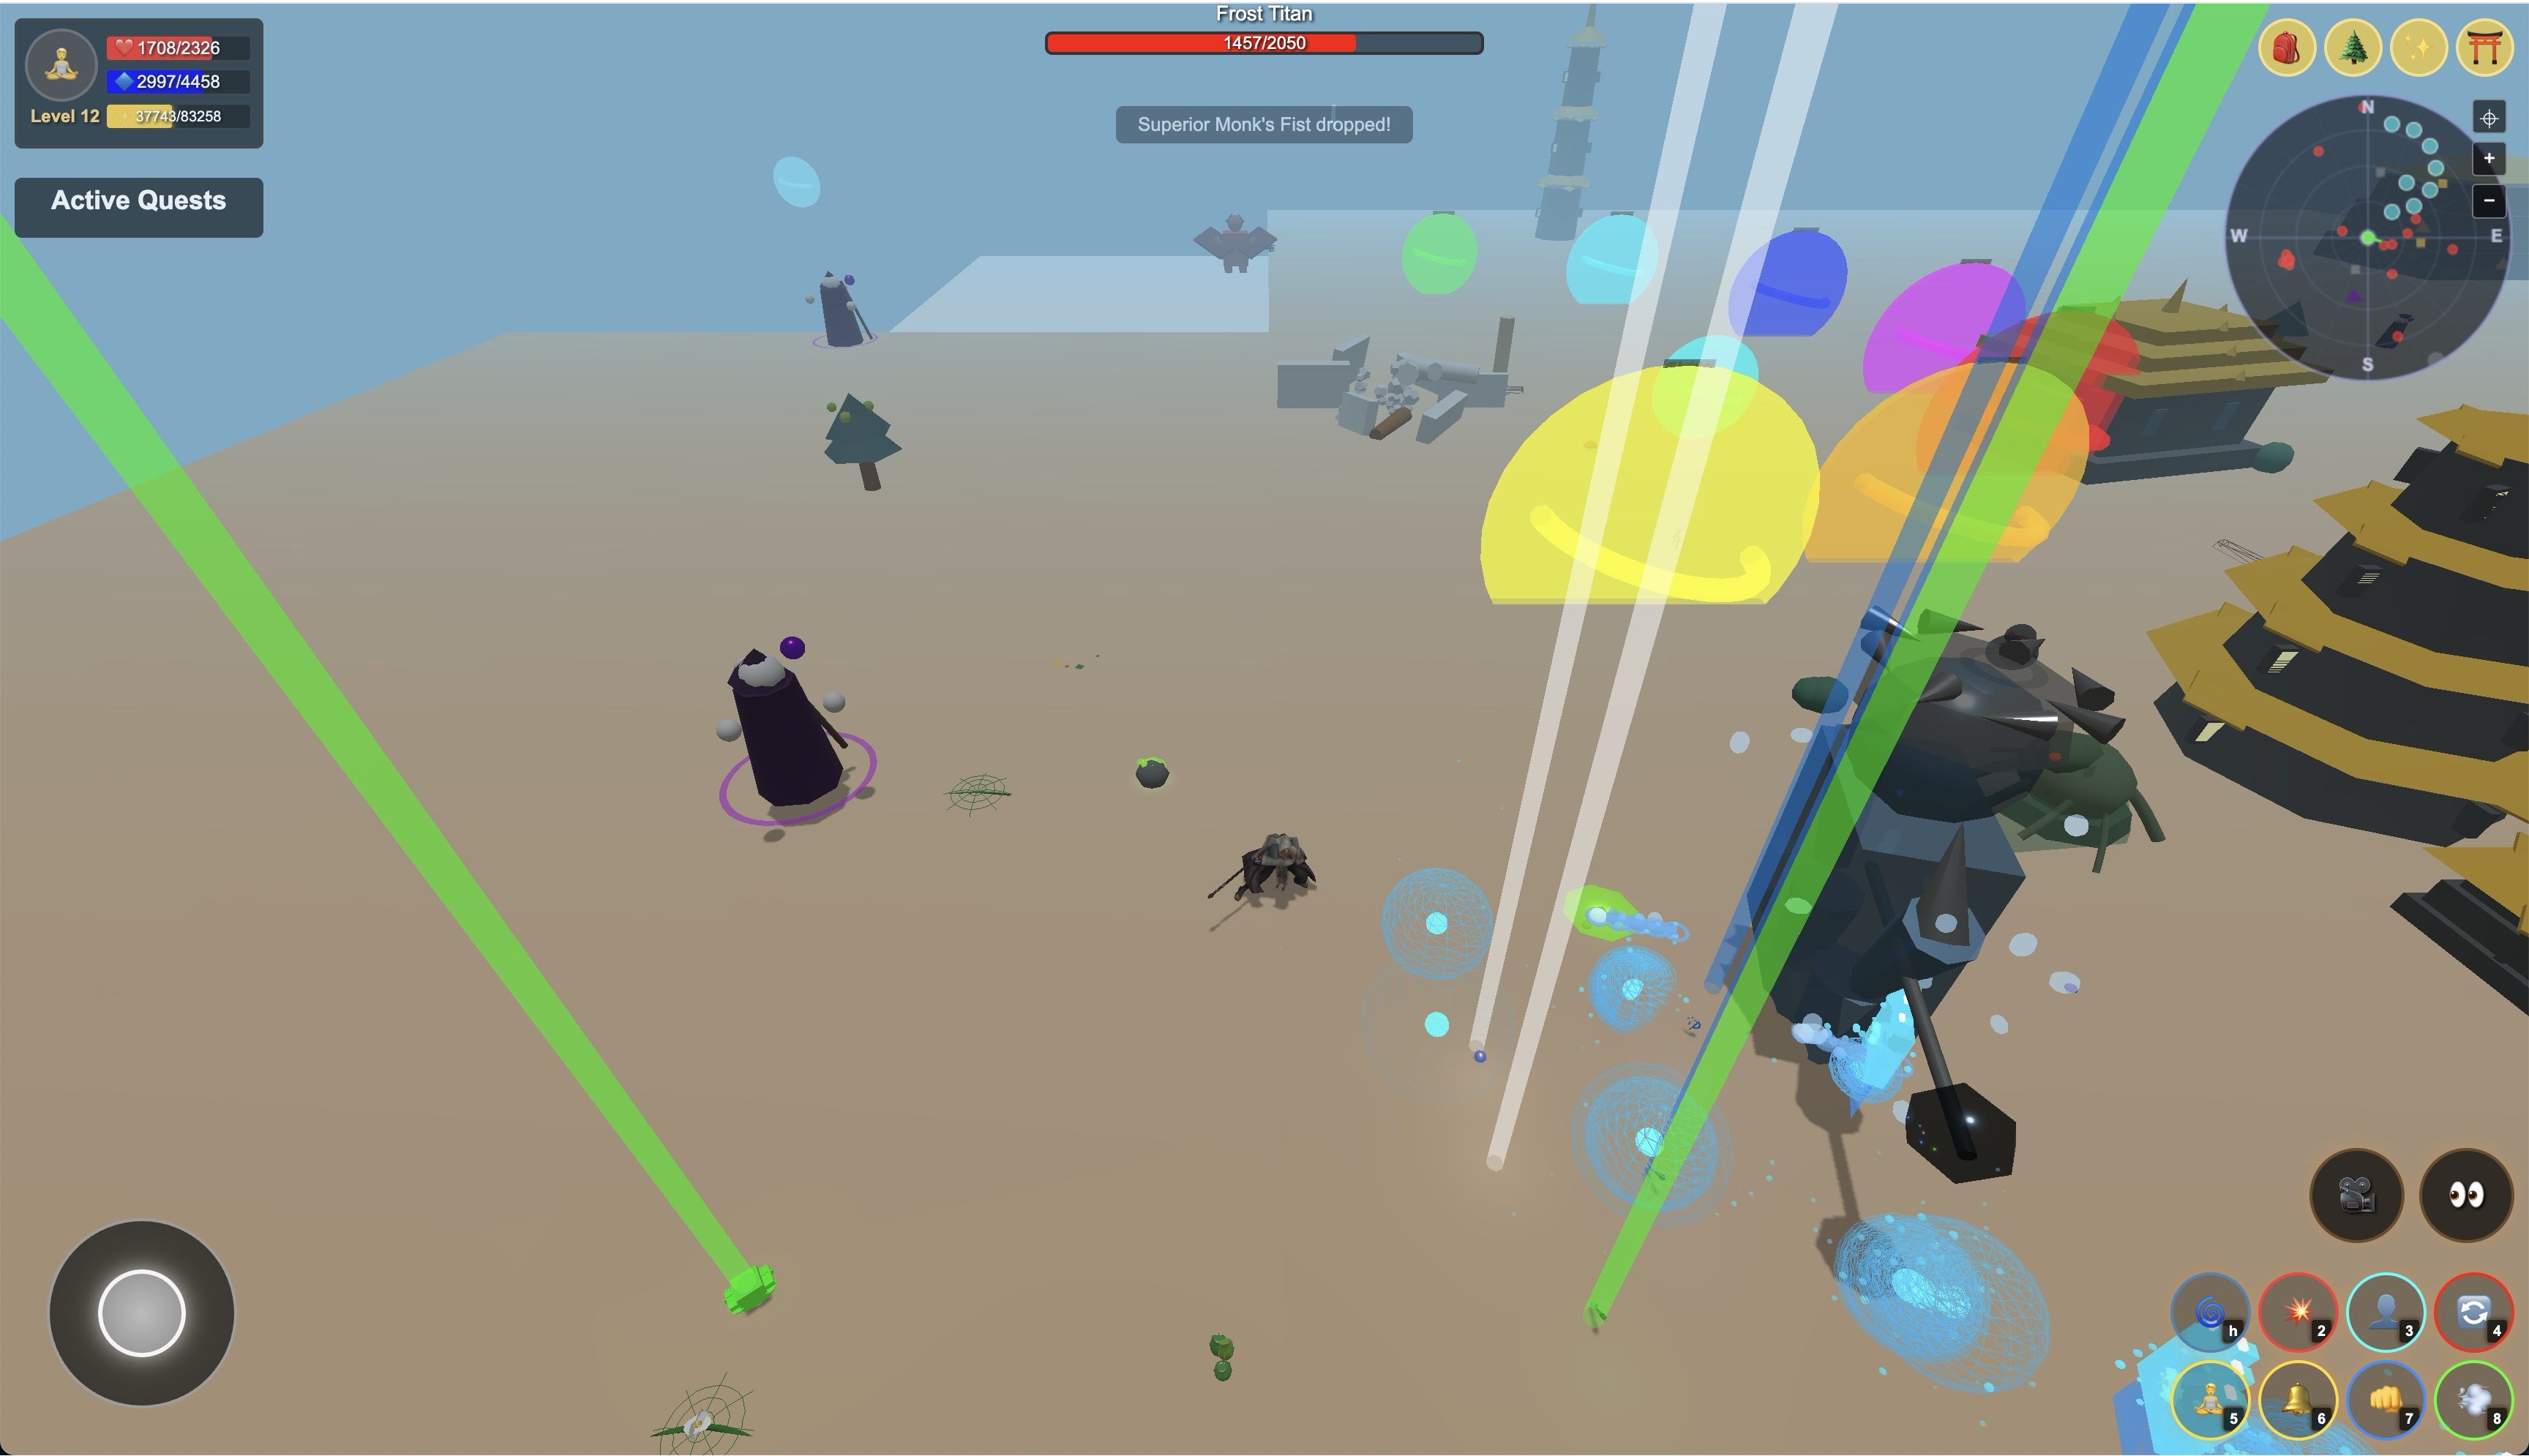 Frost Titan
1457/2050
1708/2326
2997/4458
Level 12
37743/83258
Superior Monk's Fist dropped!
Active Quests
N
W
E
S
+
−
h
2
3
4
5
6
7
8